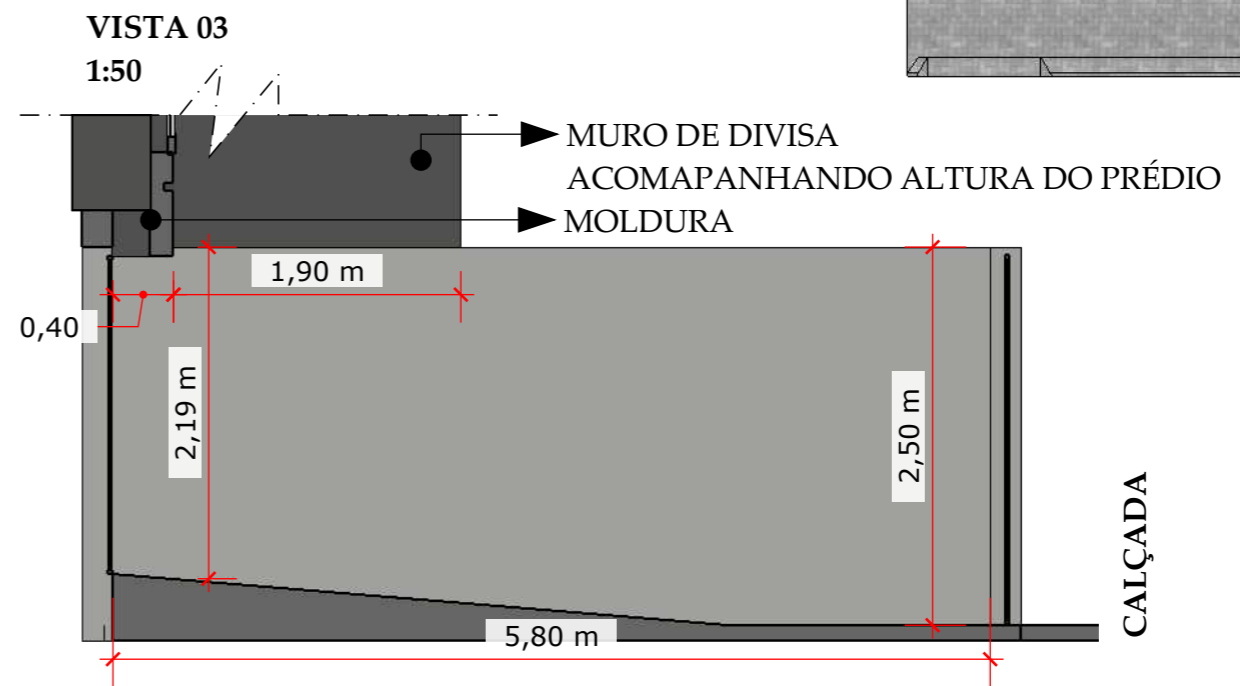 VISTA 03
1:50
MURO DE DIVISA
ACOMAPANHANDO ALTURA DO PRÉDIO
MOLDURA
1,90 m
0,40
2,19 m
2,50 m
CALÇADA
5,80 m